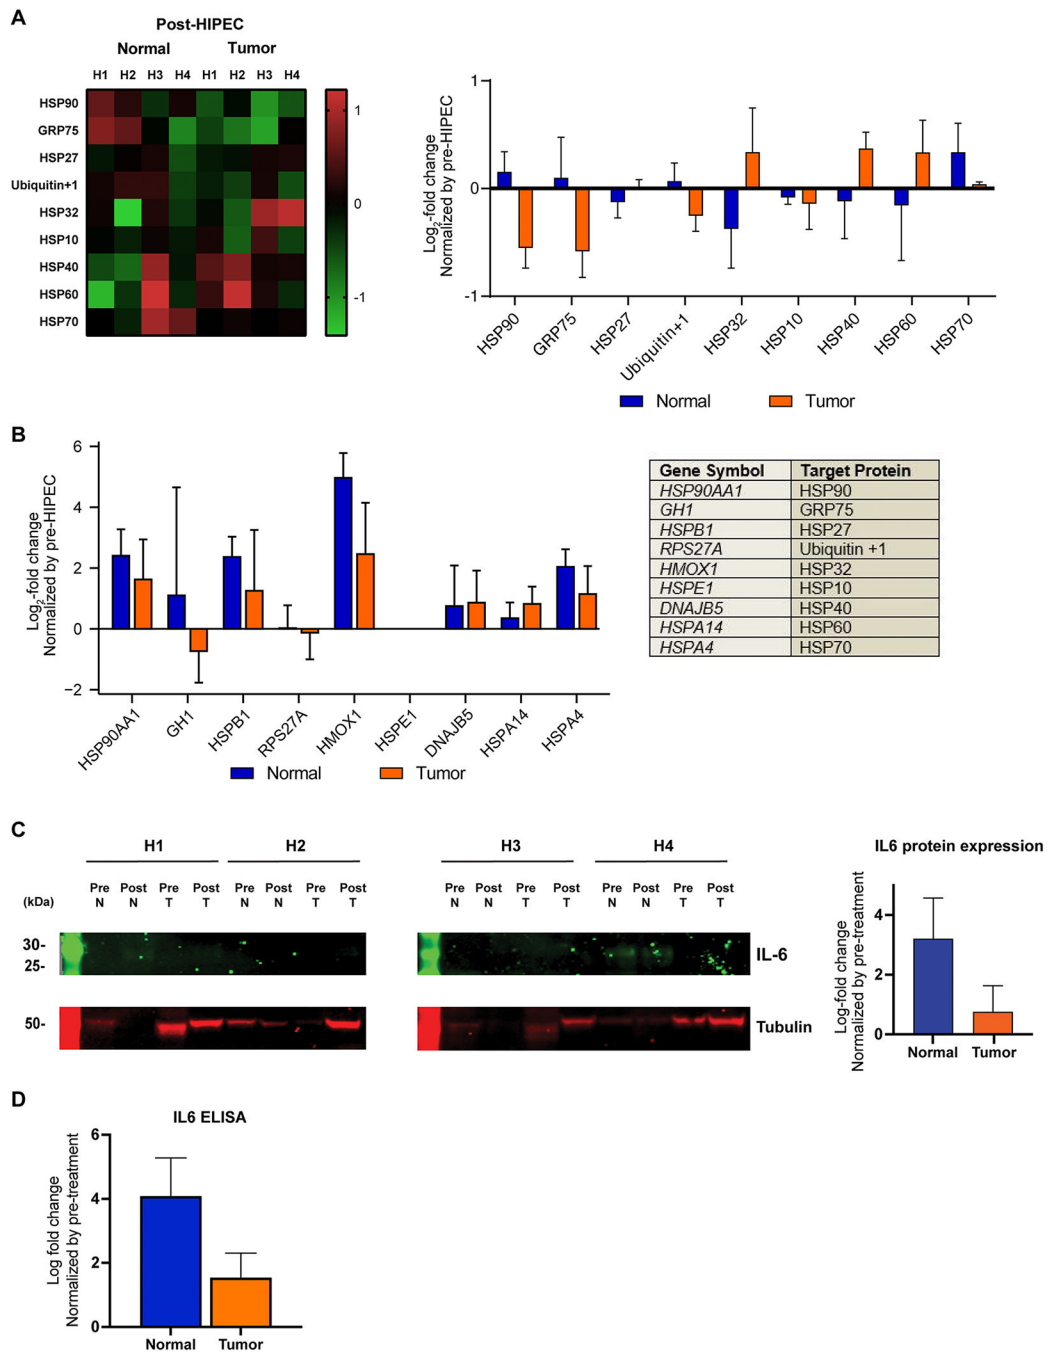 A
Post-HIPEC
Normal Tumor
H1 H2 H3 H4 H1 H2 H3 H4
HSP90
GRP75
HSP27
Ubiquitin+1
HSP32
HSP10
HSP40
HSP60
HSP70
1
0
-1
Log2-fold change
Normalized by pre-HIPEC
1
0
-1
HSP90 GRP75 HSP27 Ubiquitin+1 HSP32 HSP10 HSP40 HSP60 HSP70
Normal Tumor
B
Log2-fold change
Normalized by pre-HIPEC
6
4
2
0
−2
HSP90AA1 GH1 HSPB1 RPS27A HMOX1 HSPE1 DNAJB5 HSPA14 HSPA4
Normal Tumor
Gene Symbol Target Protein
HSP90AA1 HSP90
GH1 GRP75
HSPB1 HSP27
RPS27A Ubiquitin +1
HMOX1 HSP32
HSPE1 HSP10
DNAJB5 HSP40
HSPA14 HSP60
HSPA4 HSP70
C
H1 H2 H3 H4
Pre Post Pre Post Pre Post Pre Post Pre Post Pre Post Pre Post Pre Post
(kDa) N N T T N N T T N N T T N N T T
30-
25-
IL-6
50-
Tubulin
IL6 protein expression
Log-fold change
Normalized by pre-treatment
4
2
0
Normal Tumor
D
IL6 ELISA
Log fold change
Normalized by pre-treatment
6
4
2
0
Normal Tumor